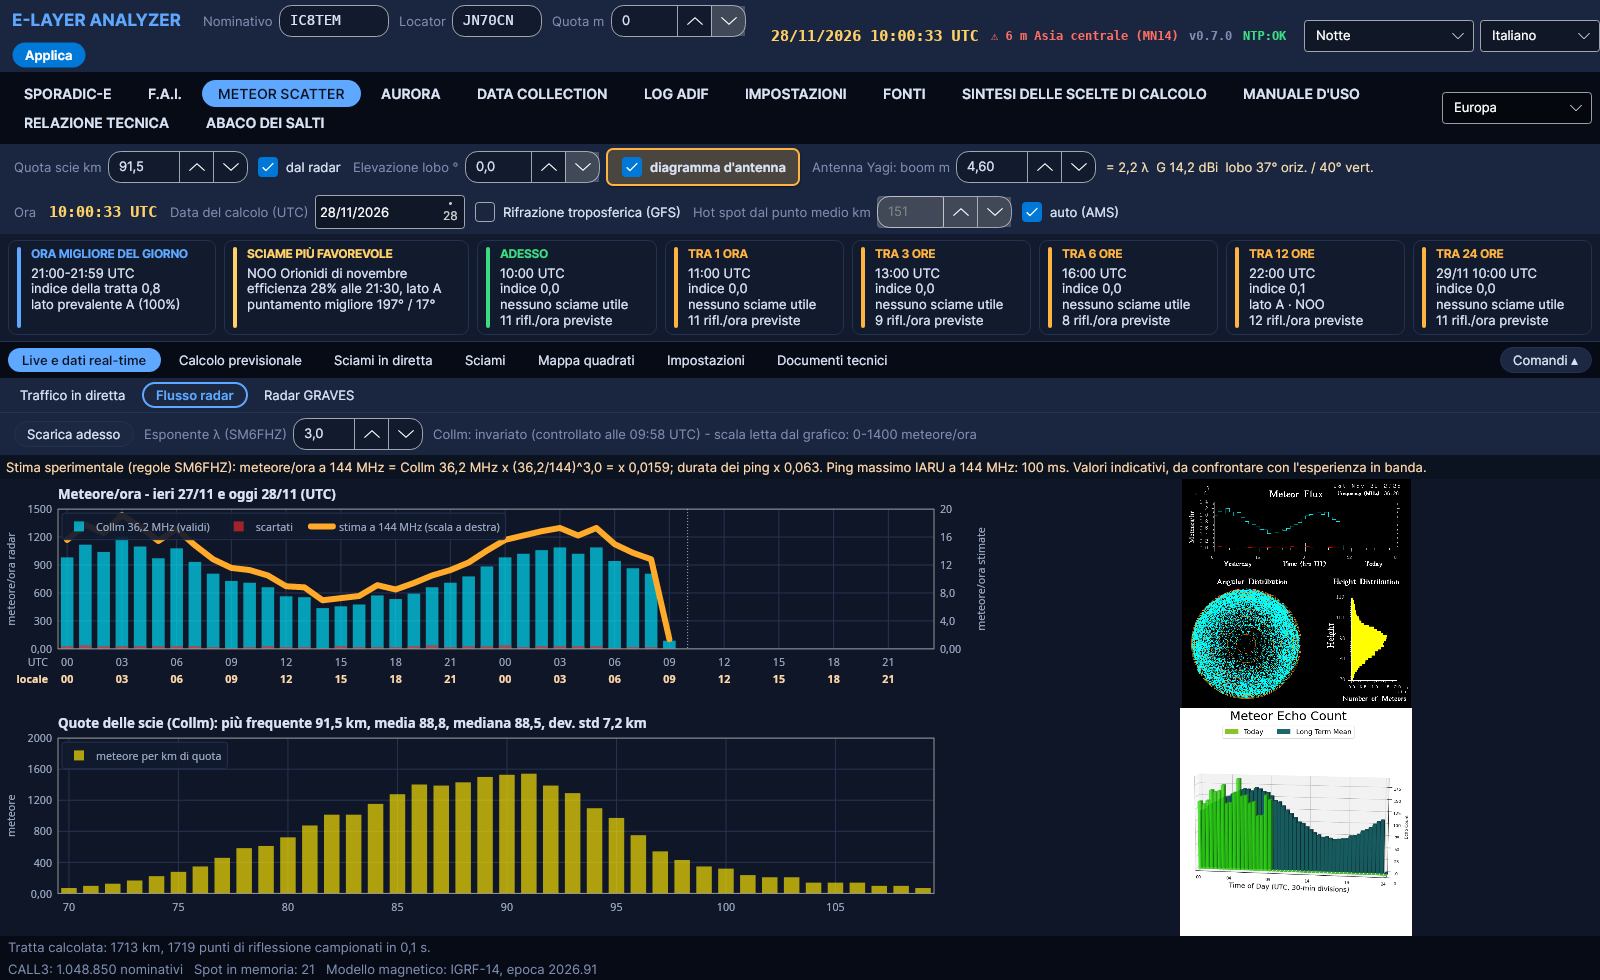 E-LAYER ANALYZER Nominativo IC8TEM Locator JN70CN Quota m 0
28/11/2026 10:00:33 UTC ⚠ 6 m Asia centrale (MN14) v0.7.0 NTP:OK Notte Italiano
Applica
SPORADIC-E F.A.I. METEOR SCATTER AURORA DATA COLLECTION LOG ADIF IMPOSTAZIONI FONTI SINTESI DELLE SCELTE DI CALCOLO MANUALE D'USO
RELAZIONE TECNICA ABACO DEI SALTI
Europa
Quota scie km 91,5 dal radar Elevazione lobo ° 0,0 diagramma d'antenna Antenna Yagi: boom m 4,60 = 2,2 λ G 14,2 dBi lobo 37° oriz. / 40° vert.
Ora 10:00:33 UTC Data del calcolo (UTC) 28/11/2026 28 Rifrazione troposferica (GFS) Hot spot dal punto medio km 151 auto (AMS)
ORA MIGLIORE DEL GIORNO
21:00-21:59 UTC
indice della tratta 0,8
lato prevalente A (100%)
SCIAME PIÙ FAVOREVOLE
NOO Orionidi di novembre
efficienza 28% alle 21:30, lato A
puntamento migliore 197° / 17°
ADESSO
10:00 UTC
indice 0,0
nessuno sciame utile
11 rifl./ora previste
TRA 1 ORA
11:00 UTC
indice 0,0
nessuno sciame utile
11 rifl./ora previste
TRA 3 ORE
13:00 UTC
indice 0,0
nessuno sciame utile
9 rifl./ora previste
TRA 6 ORE
16:00 UTC
indice 0,0
nessuno sciame utile
8 rifl./ora previste
TRA 12 ORE
22:00 UTC
indice 0,1
lato A · NOO
12 rifl./ora previste
TRA 24 ORE
29/11 10:00 UTC
indice 0,0
nessuno sciame utile
11 rifl./ora previste
Live e dati real-time Calcolo previsionale Sciami in diretta Sciami Mappa quadrati Impostazioni Documenti tecnici Comandi ▴
Traffico in diretta Flusso radar Radar GRAVES
Scarica adesso Esponente λ (SM6FHZ) 3,0 Collm: invariato (controllato alle 09:58 UTC) - scala letta dal grafico: 0-1400 meteore/ora
Stima sperimentale (regole SM6FHZ): meteore/ora a 144 MHz = Collm 36,2 MHz x (36,2/144)^3,0 = x 0,0159; durata dei ping x 0,063. Ping massimo IARU a 144 MHz: 100 ms. Valori indicativi, da confrontare con l'esperienza in banda.
Meteore/ora - ieri 27/11 e oggi 28/11 (UTC)
Collm 36,2 MHz (validi) scartati stima a 144 MHz (scala a destra)
meteore/ora radar
1500
1200
900
600
300
0,00
20
16
12
8,0
4,0
0,00
meteore/ora stimate
UTC 00 03 06 09 12 15 18 21 00 03 06 09 12 15 18 21
locale 00 03 06 09 12 15 18 21 00 03 06 09 12 15 18 21
Quote delle scie (Collm): più frequente 91,5 km, media 88,8, mediana 88,5, dev. std 7,2 km
meteore per km di quota
meteore
2000
1600
1200
800
400
0,00
70 75 80 85 90 95 100 105
Meteor Flux
Yesterday Time (hrs UT) Today
Angular Distribution Height Distribution
Height
Number of Meteors
Meteor Echo Count
Today Long Term Mean
Time of Day (UTC, 30-min divisions)
Tratta calcolata: 1713 km, 1719 punti di riflessione campionati in 0,1 s.
CALL3: 1.048.850 nominativi Spot in memoria: 21 Modello magnetico: IGRF-14, epoca 2026.91